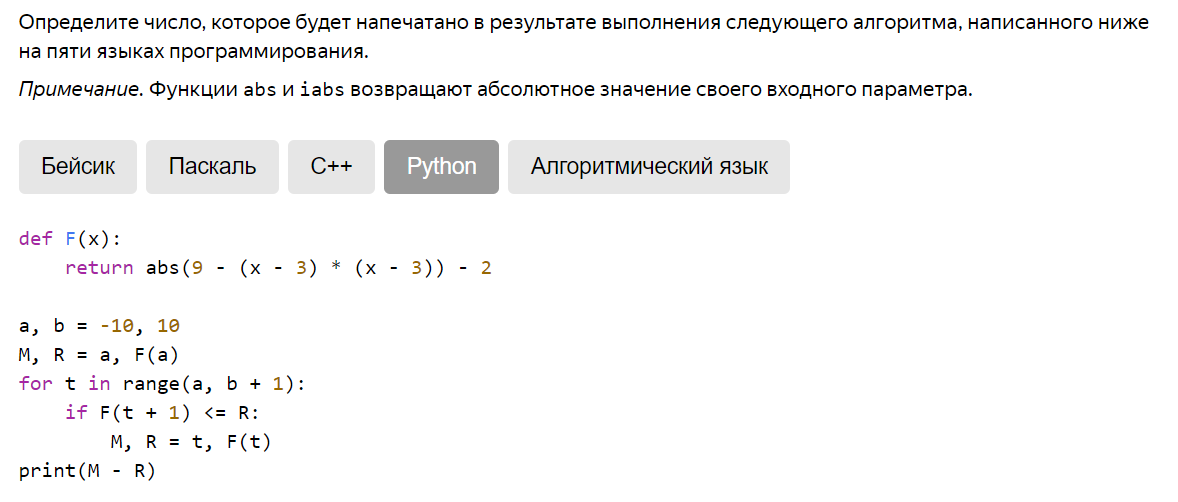 Определите число, которое будет напечатано в результате выполнения следующего алгоритма, написанного ниже
на пяти языках программирования.
Примечание. Функции abs и iabs возвращают абсолютное значение своего входного параметра.
Бейсик Паскаль C++ Python Алгоритмический язык
def F(x):
    return abs(9 - (x - 3) * (x - 3)) - 2
a, b = -10, 10
M, R = a, F(a)
for t in range(a, b + 1):
    if F(t + 1) <= R:
        M, R = t, F(t)
print(M - R)